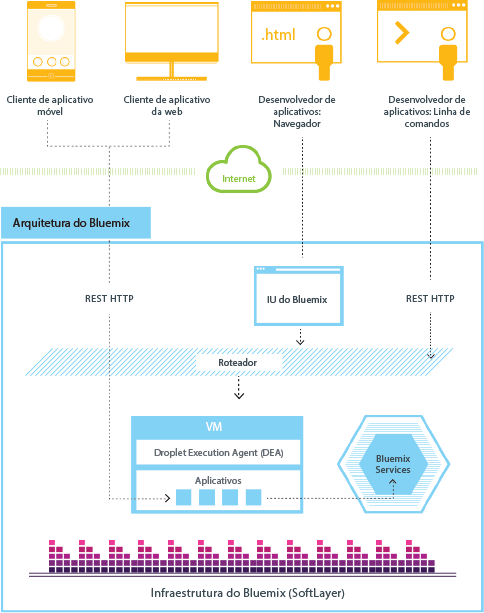 .html
Cliente de aplicativo
móvel
Cliente de aplicativo
da web
Desenvolvedor de
aplicativos:
Navegador
Desenvolvedor de
aplicativos: Linha de
comandos
Internet
Arquitetura do Bluemix
REST HTTP
IU do Bluemix
REST HTTP
Roteador
VM
Droplet Execution Agent (DEA)
Aplicativos
Bluemix
Services
Infraestrutura do Bluemix (SoftLayer)